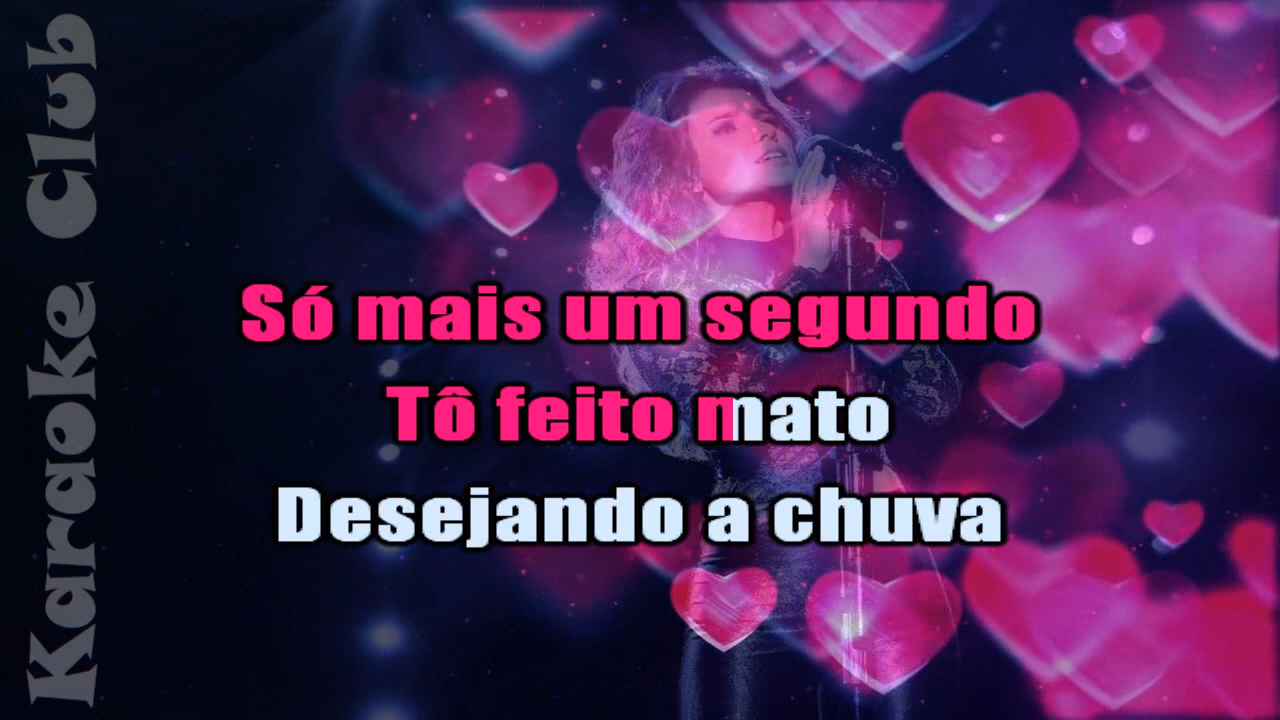 Karaoke Club
Só mais um segundo
Tô feito mato
Desejando a chuva